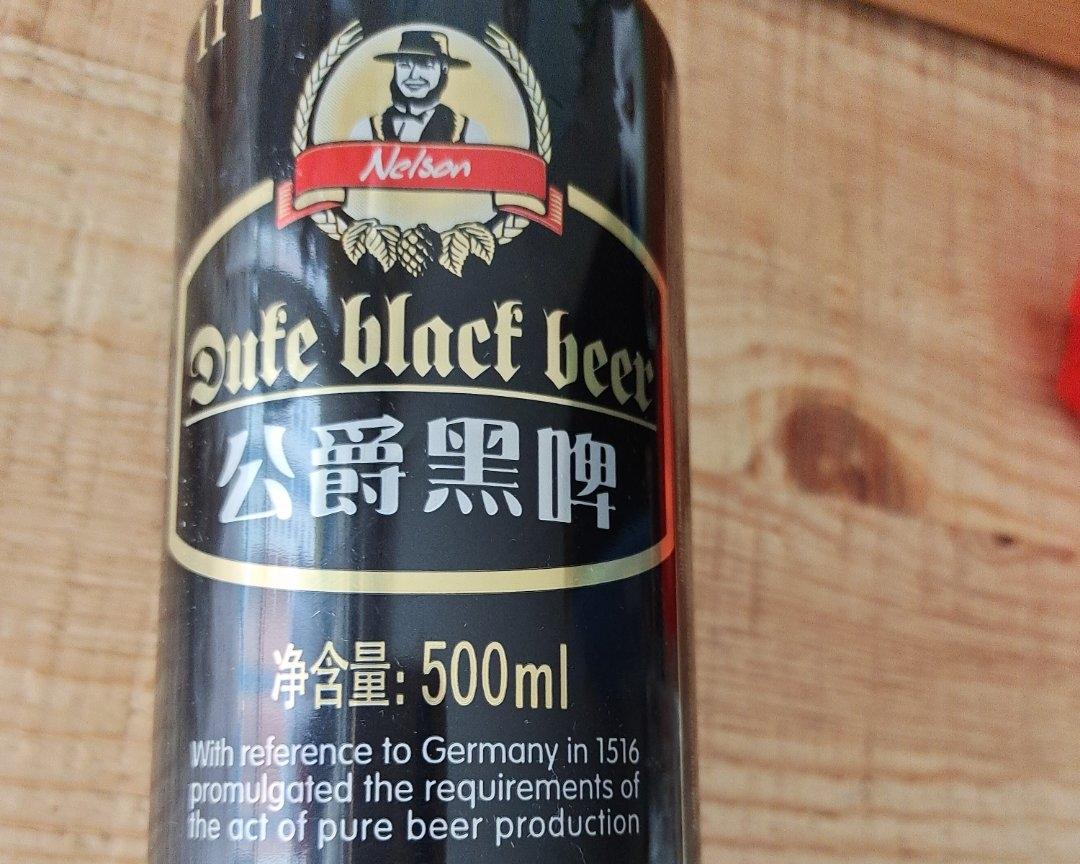 Nelson
Duke black beer
公爵黑啤
净含量: 500ml
With reference to Germany in 1516
promulgated the requirements of
the act of pure beer production